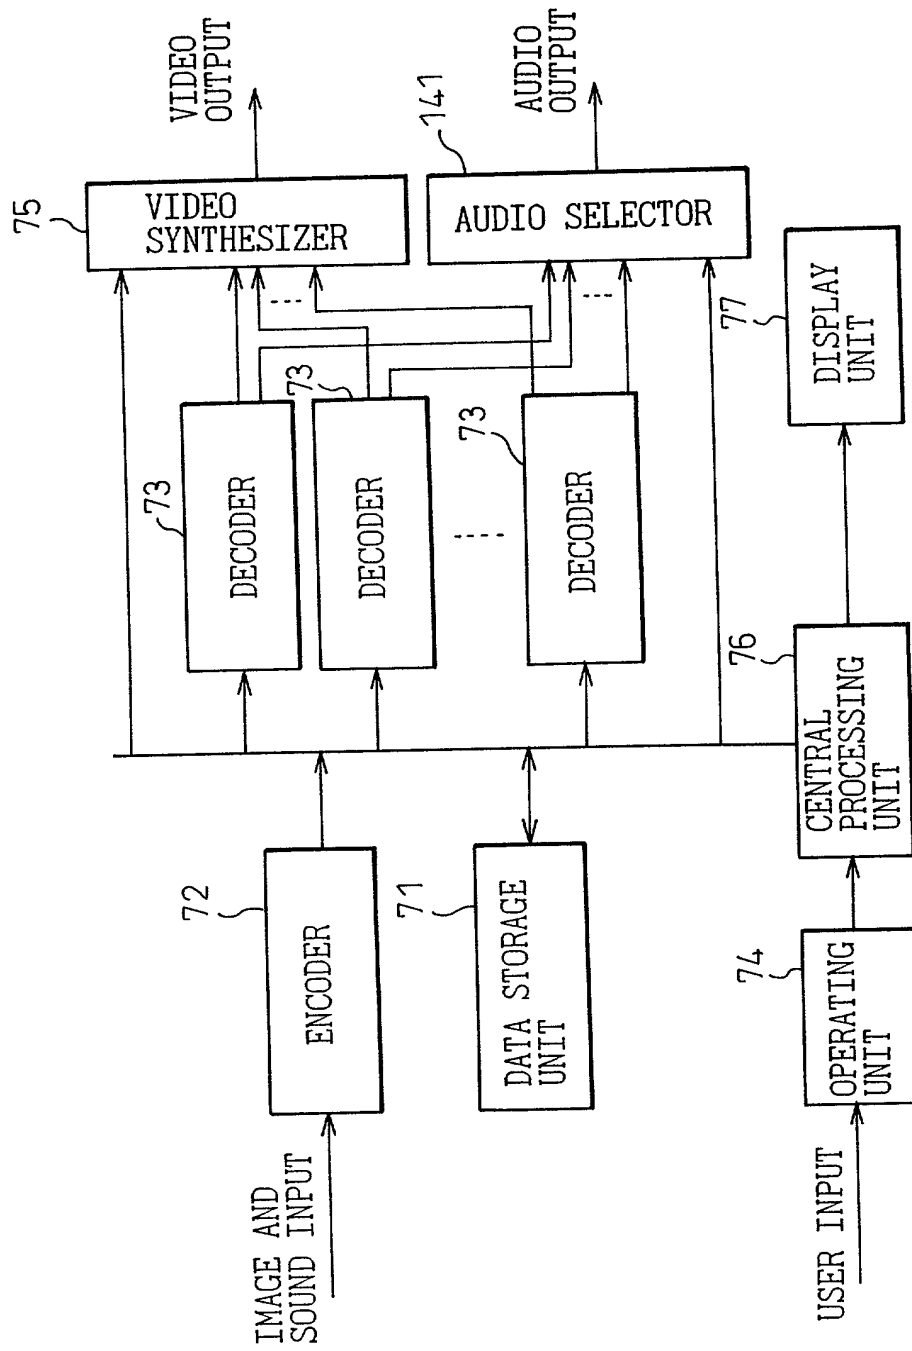 IMAGE AND
SOUND INPUT
72
ENCODER
71
DATA STORAGE
UNIT
USER INPUT
74
OPERATING
UNIT
76
CENTRAL
PROCESSING
UNIT
77
DISPLAY
UNIT
73
DECODER
73
DECODER
73
DECODER
75
VIDEO
SYNTHESIZER
VIDEO
OUTPUT
141
AUDIO SELECTOR
AUDIO
OUTPUT